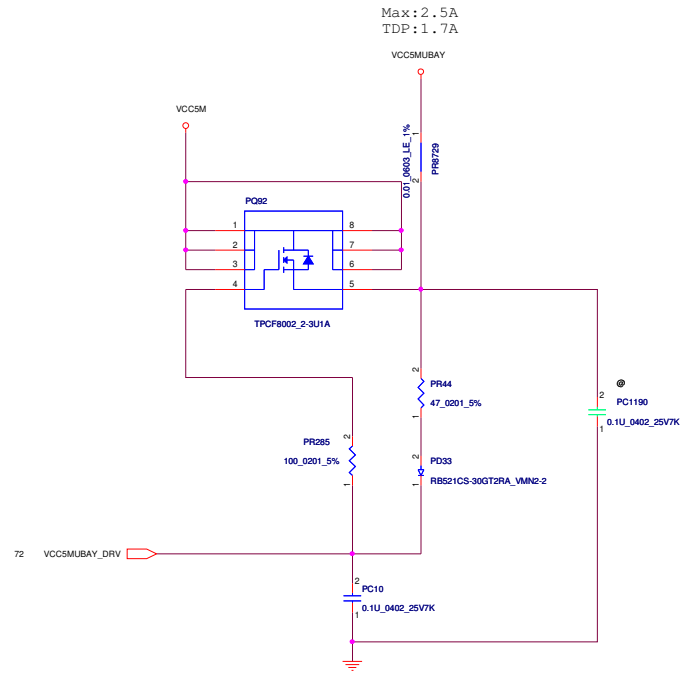 Max:2.5A
TDP:1.7A
VCC5MUBAY
VCC5M
1
0.01_0603_LE_1%
PR8729
2
PQ92
1
8
2
7
3
6
4
5
TPCF8002_2-3U1A
2
PR44
47_0201_5%
1
@
2
PC1190
0.1U_0402_25V7K
1
2
PR285
100_0201_5%
1
2
PD33
RB521CS-30GT2RA_VMN2-2
1
72 VCC5MUBAY_DRV
2
PC10
0.1U_0402_25V7K
1